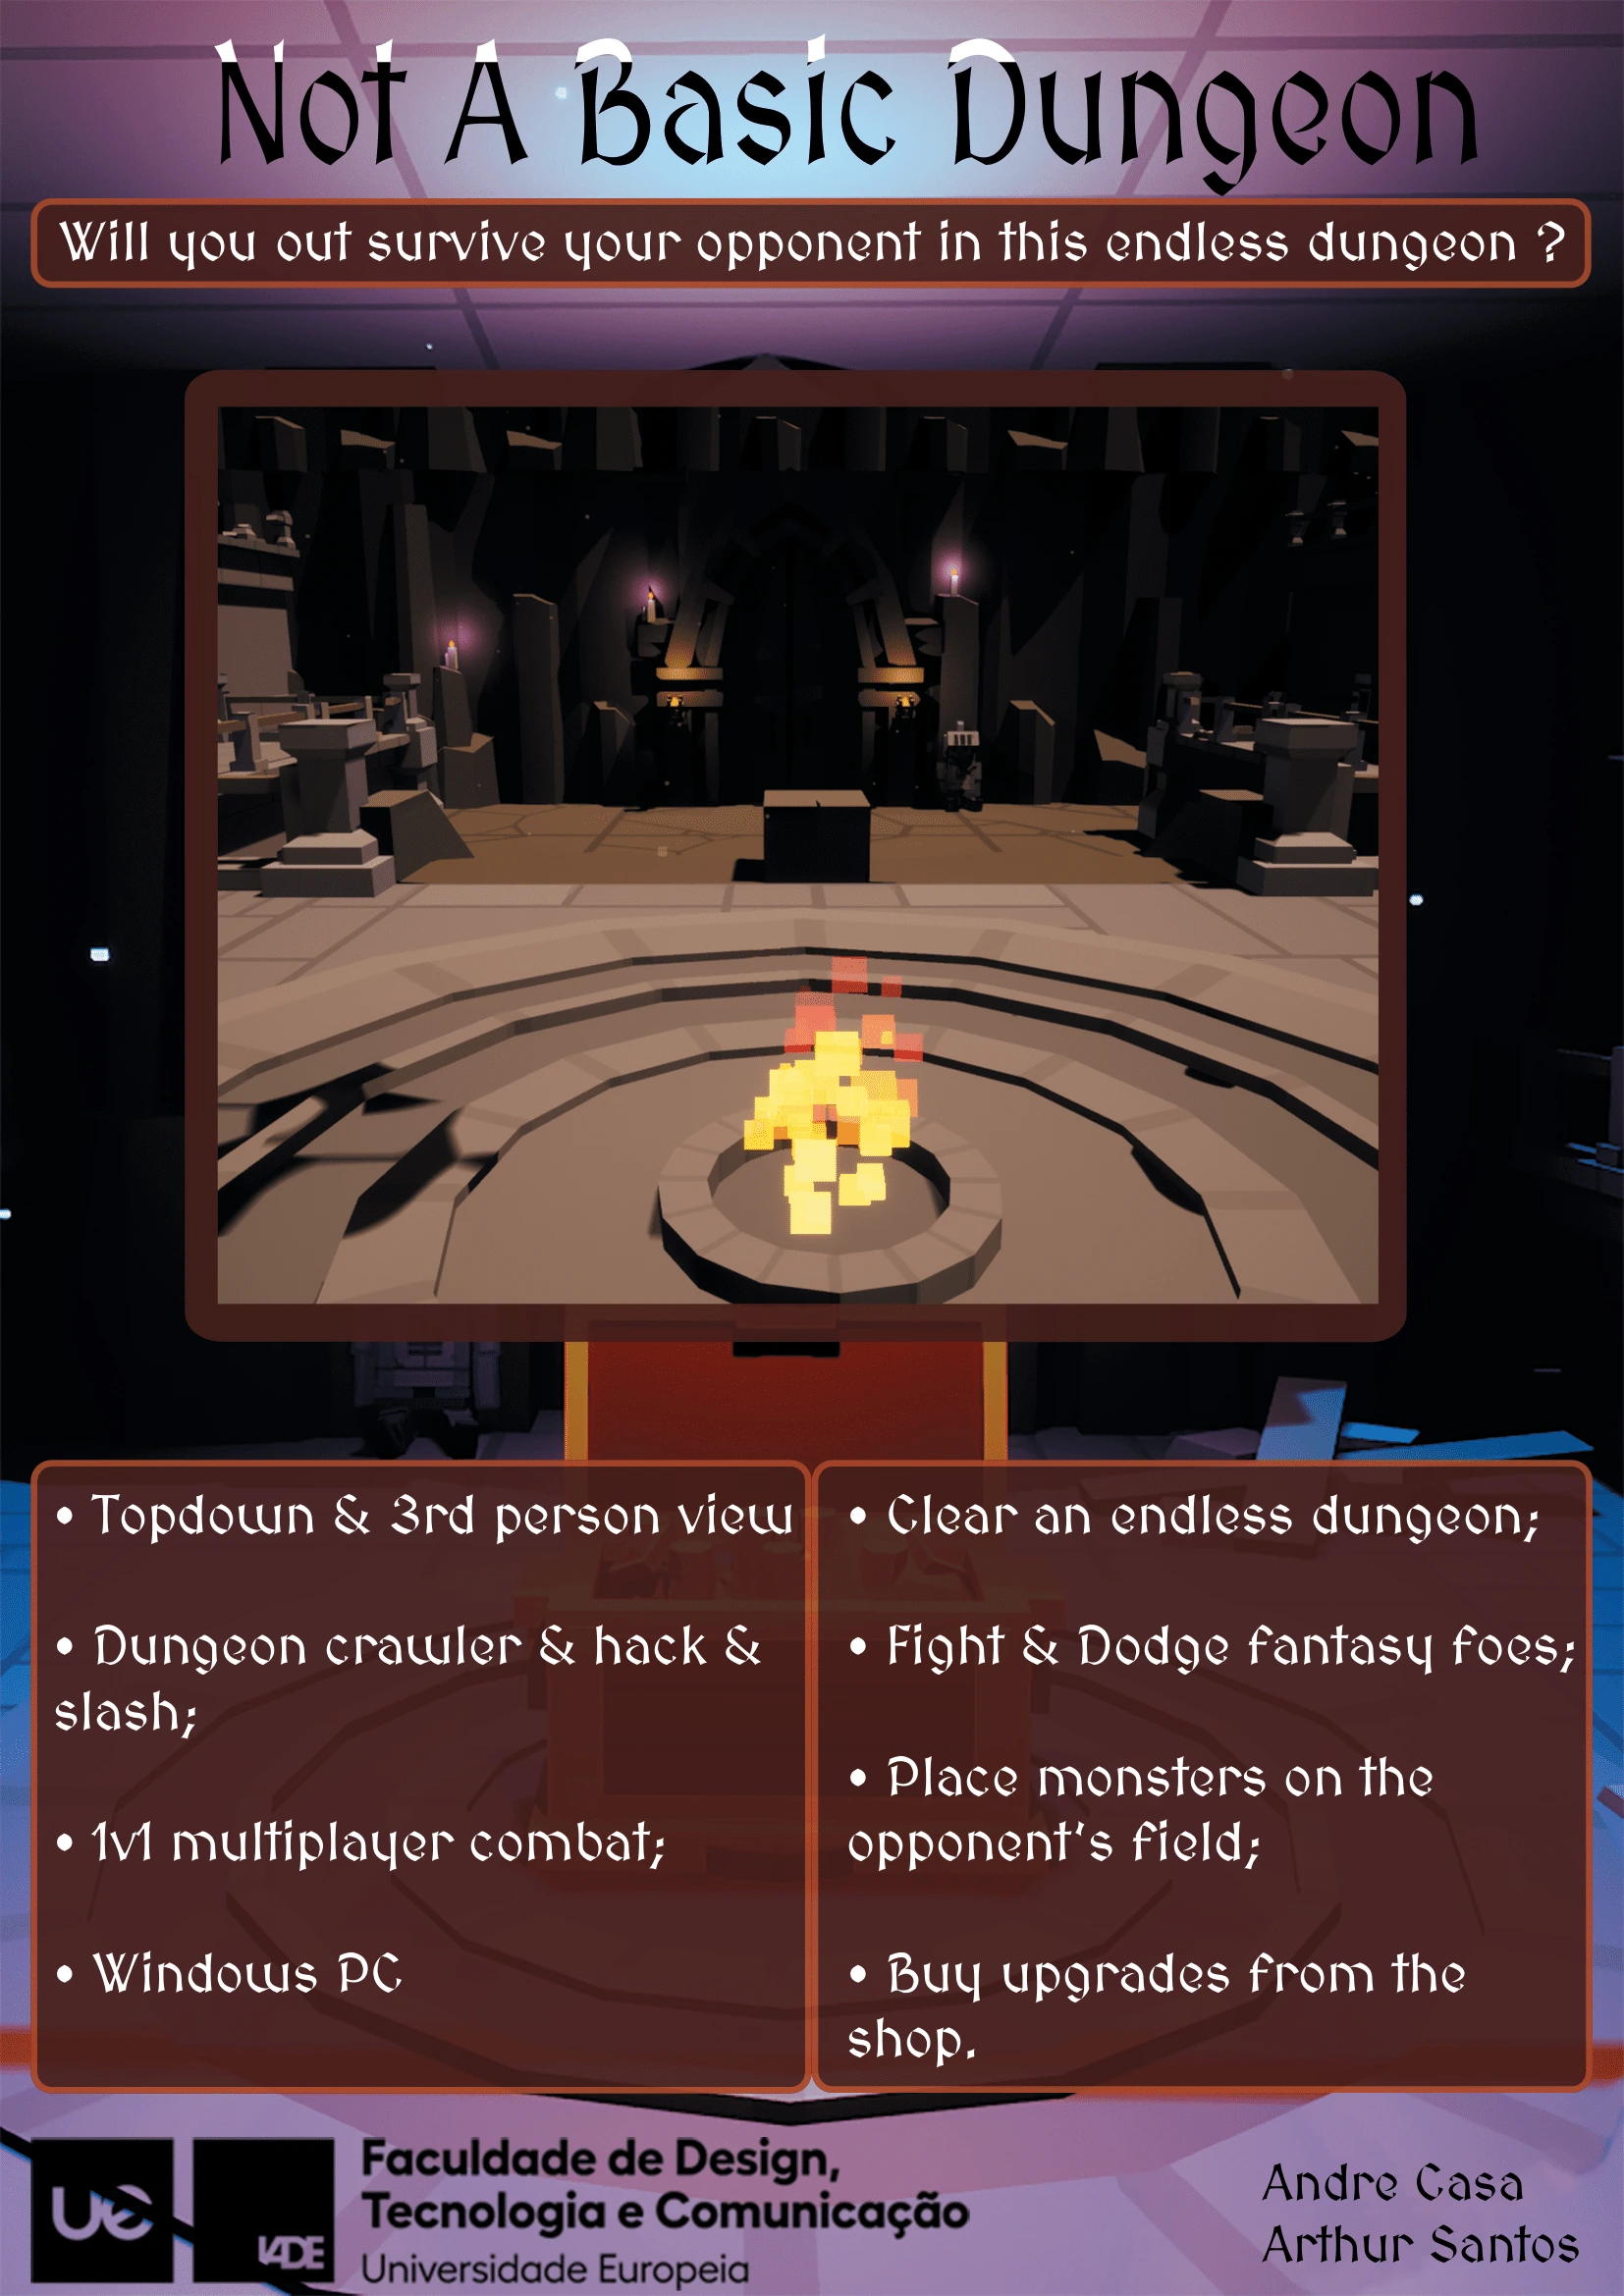 Not A Basic Dungeon
Will you out survive your opponent in this endless dungeon ?
• Topdown & 3rd person view
• Dungeon crawler & hack &
slash;
• 1v1 multiplayer combat;
• Windows PC
• Clear an endless dungeon;
• Fight & Dodge fantasy foes;
• Place monsters on the
opponent's field;
• Buy upgrades from the
shop.
ue
IADE
Faculdade de Design,
Tecnologia e Comunicação
Universidade Europeia
Andre Casa
Arthur Santos